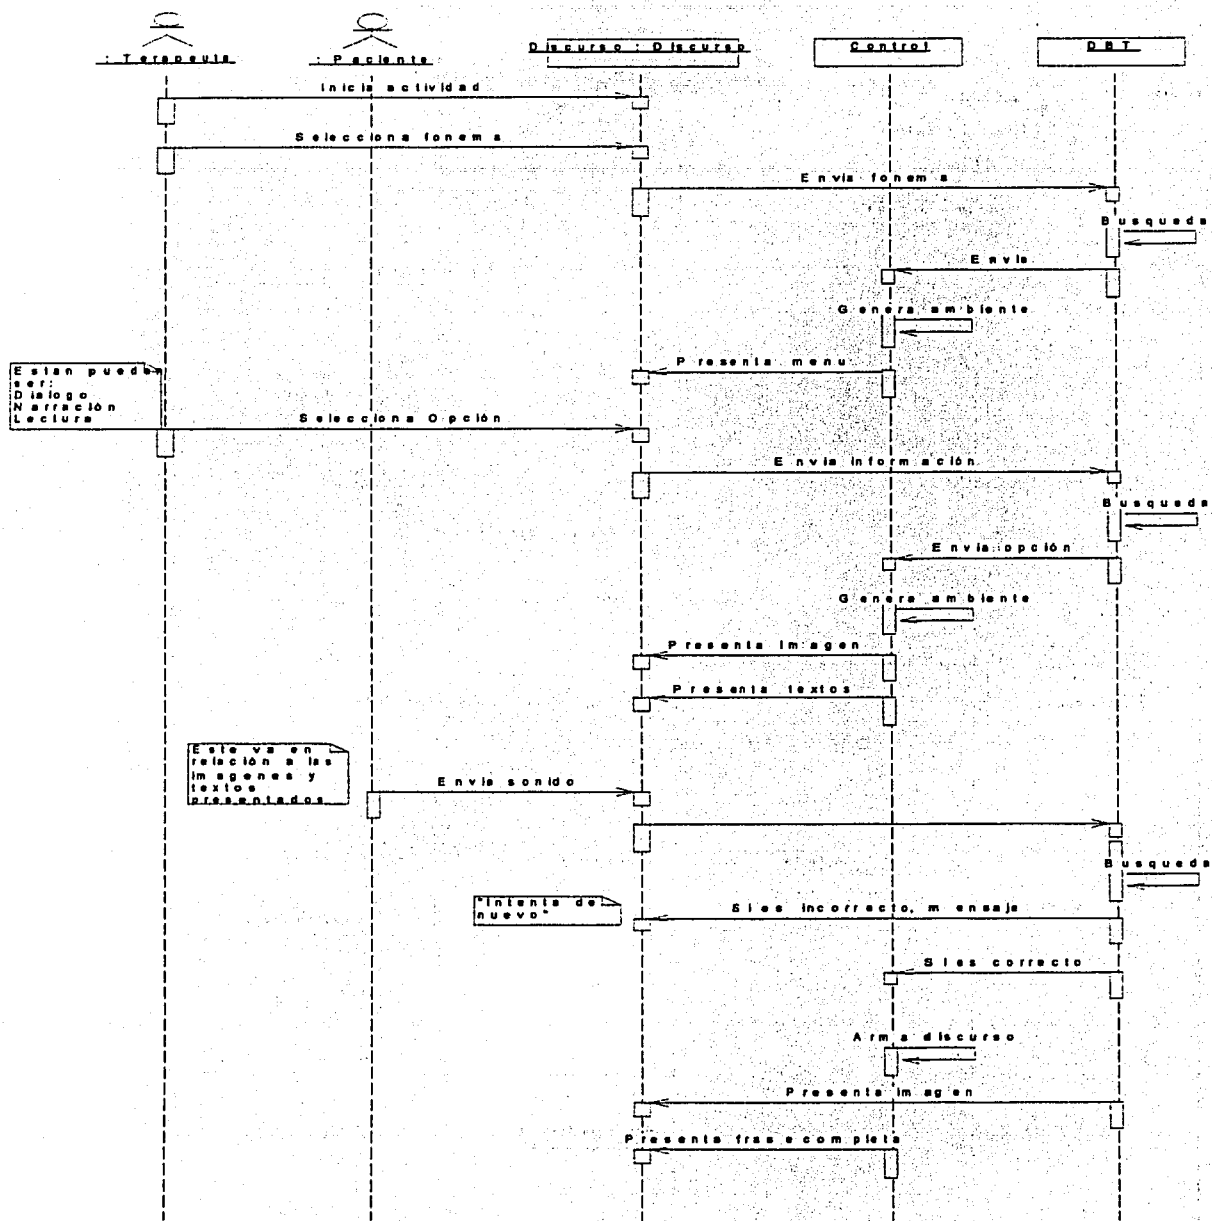 : Terapeuta
: Paciente
Discurso : Discurso
Control
DBT
Inicia actividad
Selecciona fonema
Envia fonema
Busqueda
Envia
Genera ambiente
Presenta menu
Estan pueden
ser:
Dialogo
Narración
Lectura
Selecciona Opción
Envia información
Busqueda
Envia opción
Genera ambiente
Presenta imagen
Presenta textos
Este va en
relación a las
imagenes y
textos
presentados
Envia sonido
Busqueda
"Intenta de
nuevo"
Si es incorrecto, mensaje
Si es correcto
Arma discurso
Presenta imagen
Presenta frase completa